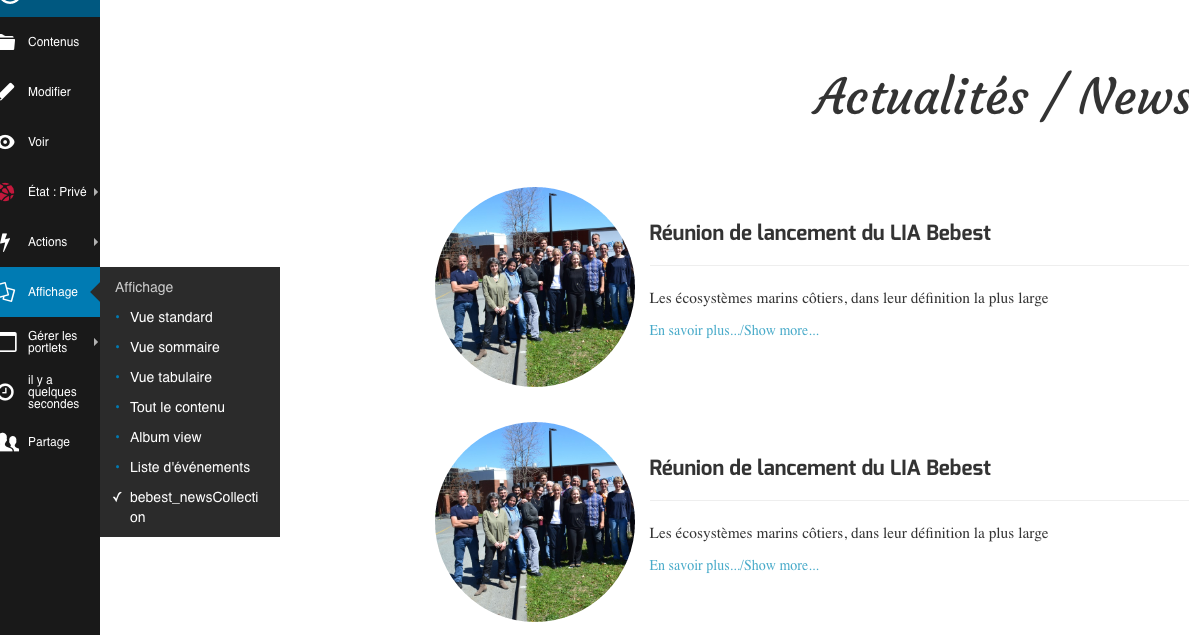 Contenus
Modifier
Voir
État : Privé
Actions
Affichage
Gérer les
portlets
il y a
quelques
secondes
Partage
Affichage
Vue standard
Vue sommaire
Vue tabulaire
Tout le contenu
Album view
Liste d'événements
bebest_newsCollecti
on
Actualités / News
Réunion de lancement du LIA Bebest
Les écosystèmes marins côtiers, dans leur définition la plus large
En savoir plus.../Show more...
Réunion de lancement du LIA Bebest
Les écosystèmes marins côtiers, dans leur définition la plus large
En savoir plus.../Show more...